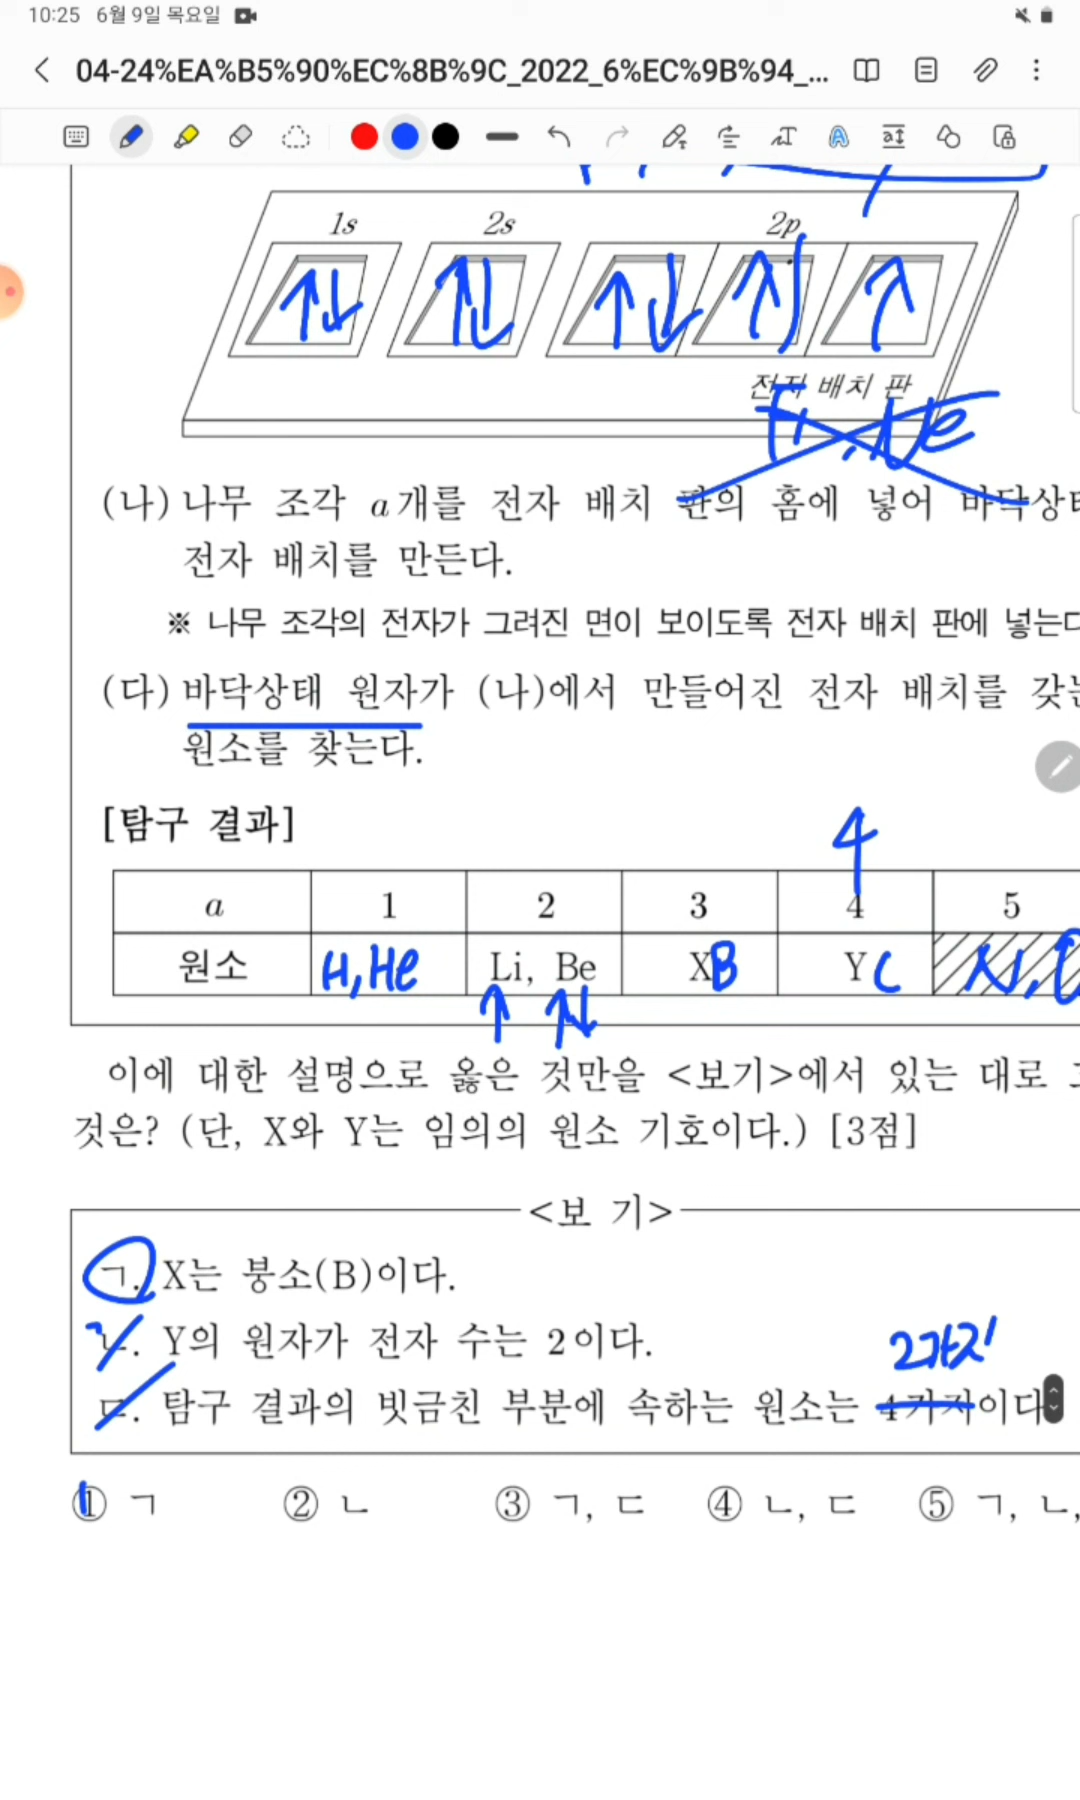 10:25 6월 9일 목요일
04-24%EA%B5%90%EC%8B%9C_2022_6%EC%9B%94_...
1s 2s 2p
전자 배치 판
F, Ne
(나) 나무 조각 a개를 전자 배치 판의 홈에 넣어 바닥상태
전자 배치를 만든다.
※ 나무 조각의 전자가 그려진 면이 보이도록 전자 배치 판에 넣는다
(다) 바닥상태 원자가 (나)에서 만들어진 전자 배치를 갖는
원소를 찾는다.
[탐구 결과]
4
a 1 2 3 4 5
원소 H, He Li, Be X B Y C N,
이에 대한 설명으로 옳은 것만을 <보기>에서 있는 대로
것은? (단, X와 Y는 임의의 원소 기호이다.) [3점]
<보 기>
ㄱ. X는 붕소(B)이다.
ㄴ. Y의 원자가 전자 수는 2이다.
2가지
ㄷ. 탐구 결과의 빗금친 부분에 속하는 원소는 4가지이다
① ㄱ ② ㄴ ③ ㄱ, ㄷ ④ ㄴ, ㄷ ⑤ ㄱ, ㄴ,